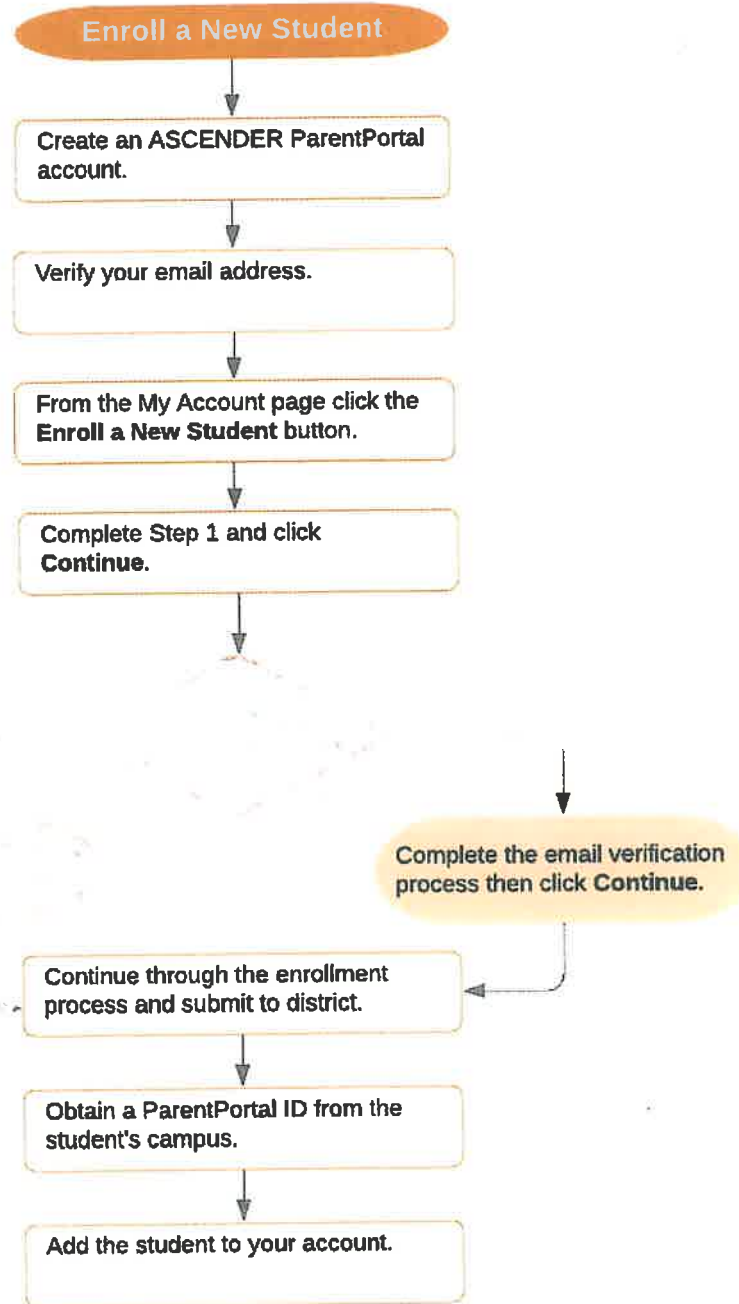 Enroll a New Student
Create an ASCENDER ParentPortal
account.
Verify your email address.
From the My Account page click the
Enroll a New Student button.
Complete Step 1 and click
Continue.
Complete the email verification
process then click Continue.
Continue through the enrollment
process and submit to district.
Obtain a ParentPortal ID from the
student's campus.
Add the student to your account.